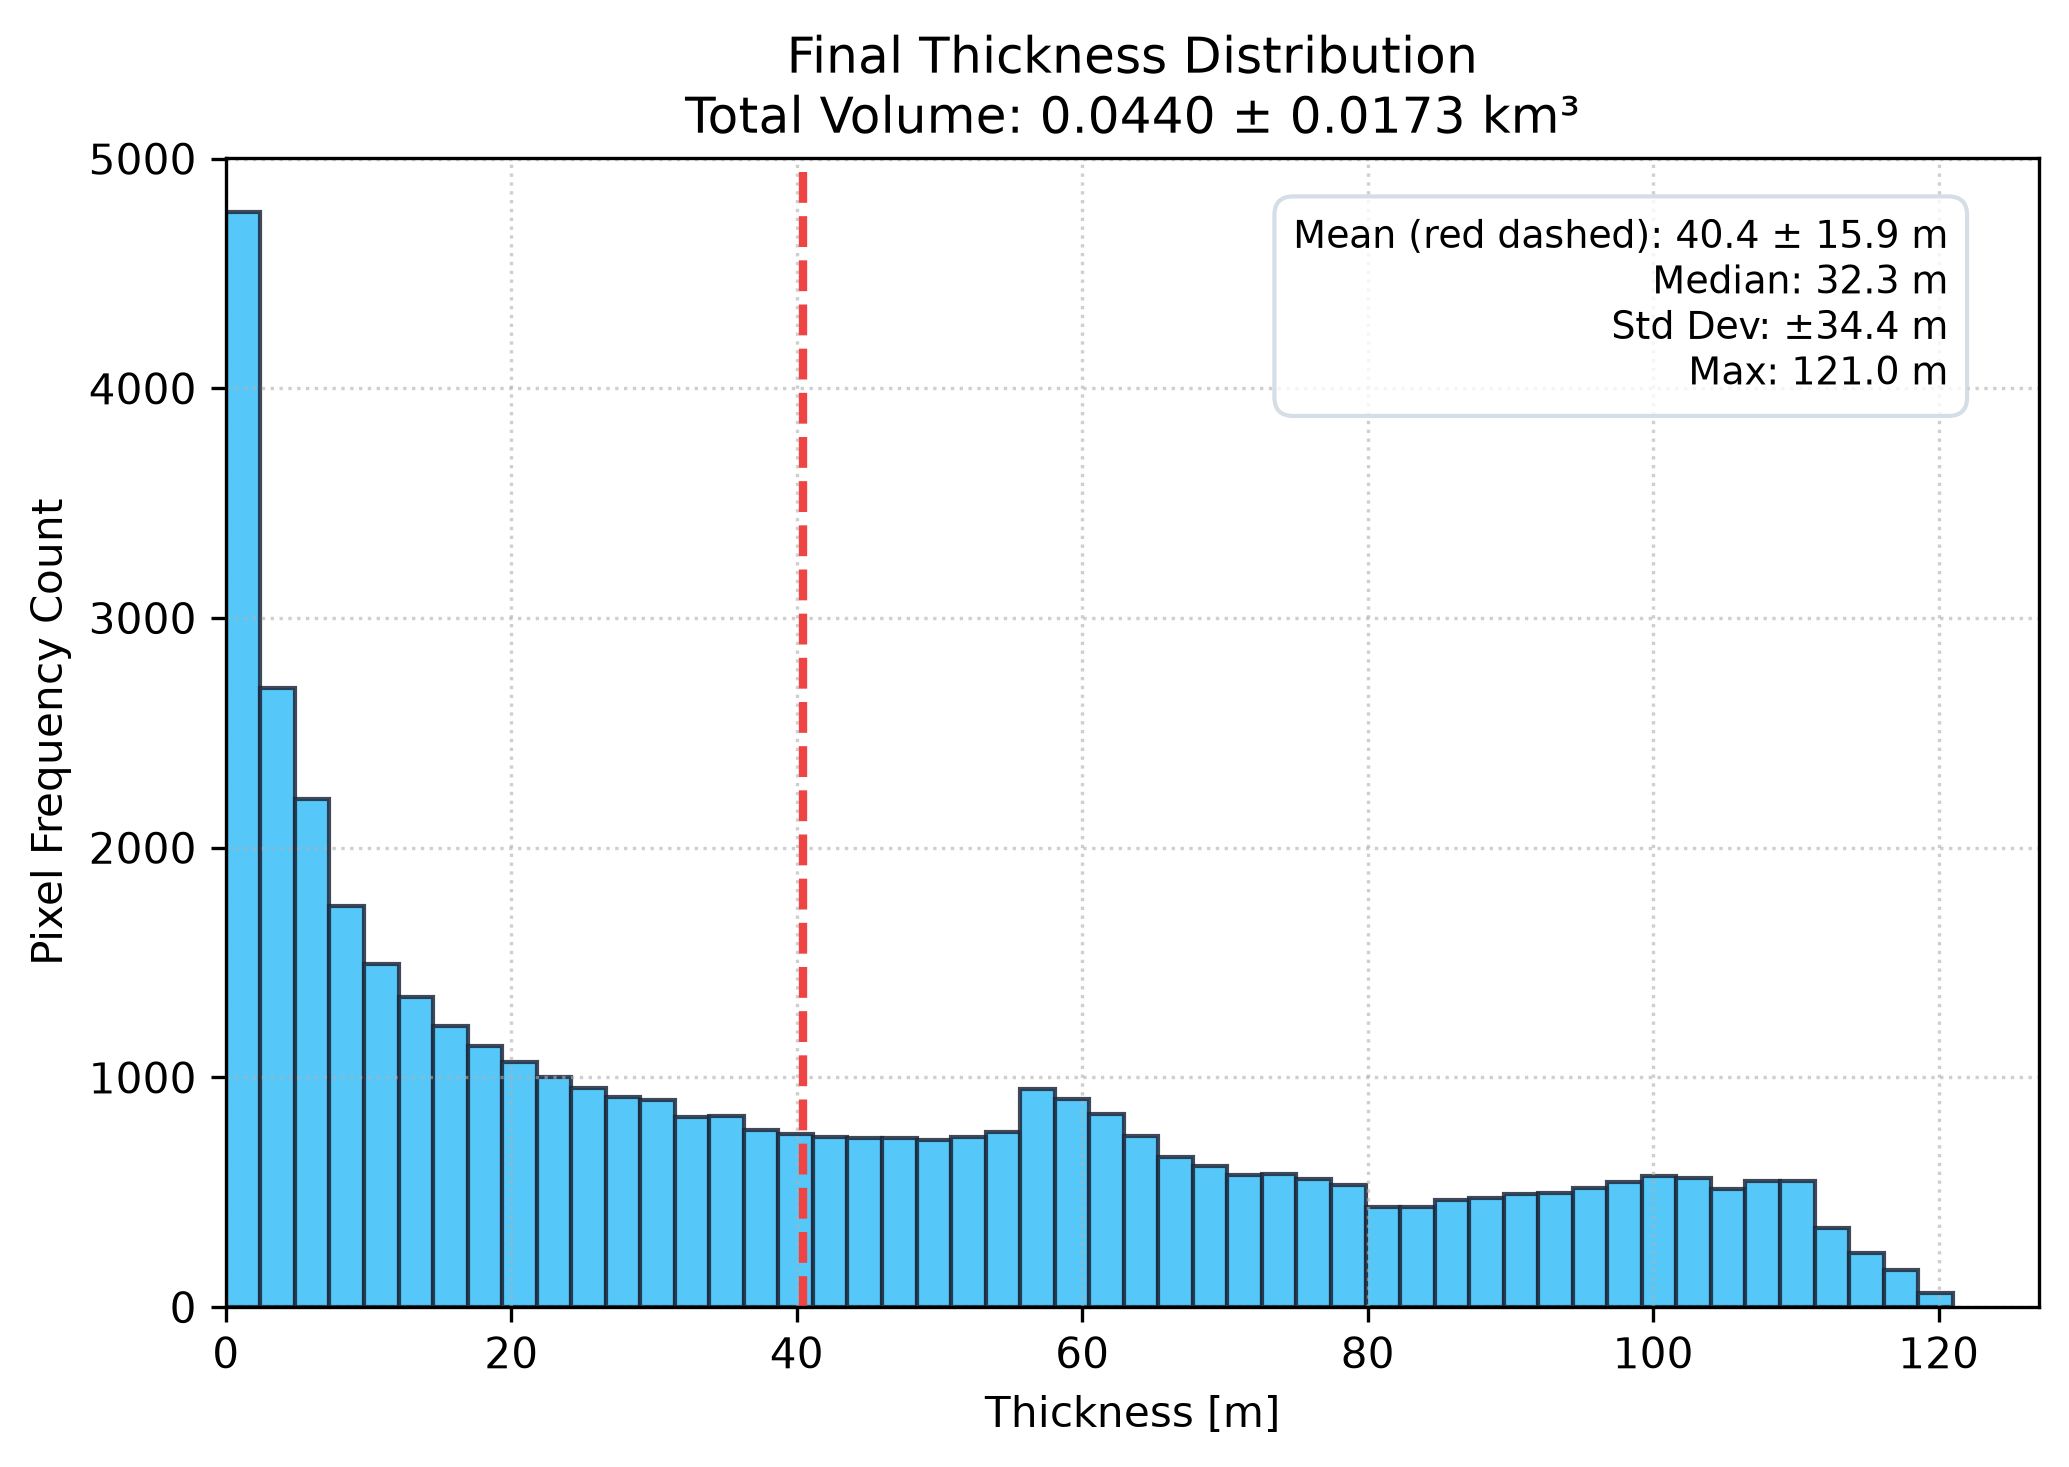 Final Thickness Distribution
Total Volume: 0.0440 ± 0.0173 km³
Mean (red dashed): 40.4 ± 15.9 m
Median: 32.3 m
Std Dev: ±34.4 m
Max: 121.0 m
Pixel Frequency Count
5000
4000
3000
2000
1000
0
0 20 40 60 80 100 120
Thickness [m]